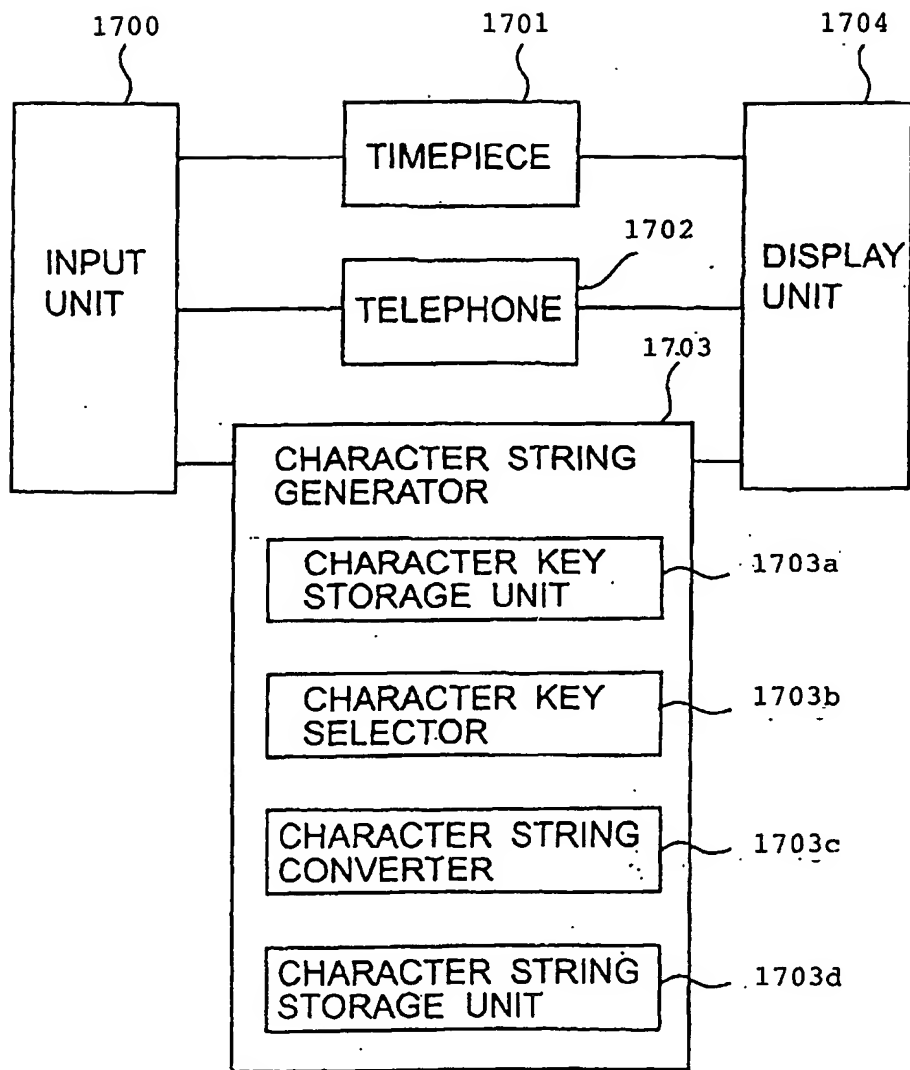 1700
1701
1704
TIMEPIECE
1702
INPUT
UNIT
DISPLAY
UNIT
TELEPHONE
1703
CHARACTER STRING
GENERATOR
CHARACTER KEY
STORAGE UNIT
1703a
CHARACTER KEY
SELECTOR
1703b
CHARACTER STRING
CONVERTER
1703c
CHARACTER STRING
STORAGE UNIT
1703d